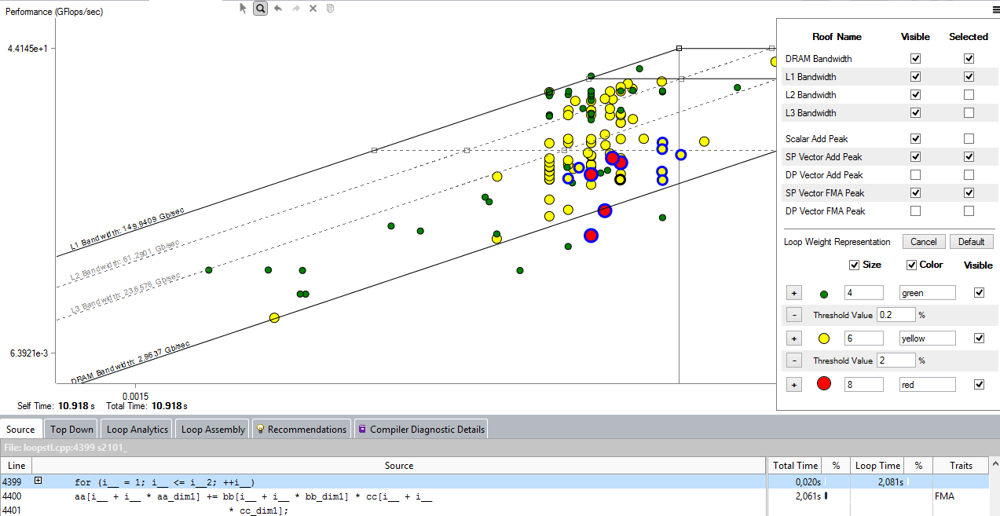 Performance (GFlops/sec)
4.4145e+1
6.3921e-3
0.0015
L1 Bandwidth: 149.9409 Gb/sec
L2 Bandwidth: 61.2901 Gb/sec
L3 Bandwidth: 23.6576 Gb/sec
DRAM Bandwidth: 2.9637 Gb/sec
Self Time: 10.918 s Total Time: 10.918 s
Roof Name Visible Selected
DRAM Bandwidth
L1 Bandwidth
L2 Bandwidth
L3 Bandwidth
Scalar Add Peak
SP Vector Add Peak
DP Vector Add Peak
SP Vector FMA Peak
DP Vector FMA Peak
Loop Weight Representation Cancel Default
Size Color Visible
+ 4 green
- Threshold Value 0.2 %
+ 6 yellow
- Threshold Value 2 %
+ 8 red
Source Top Down Loop Analytics Loop Assembly Recommendations Compiler Diagnostic Details
File: loopstl.cpp:4399 s2101_
Line Source Total Time % Loop Time % Traits
4399 for (i__ = 1; i__ <= i__2; ++i__) 0,020s 2,081s
4400 aa[i__ + i__ * aa_dim1] += bb[i__ + i__ * bb_dim1] * cc[i__ + i__ 2,061s FMA
4401 * cc_dim1];